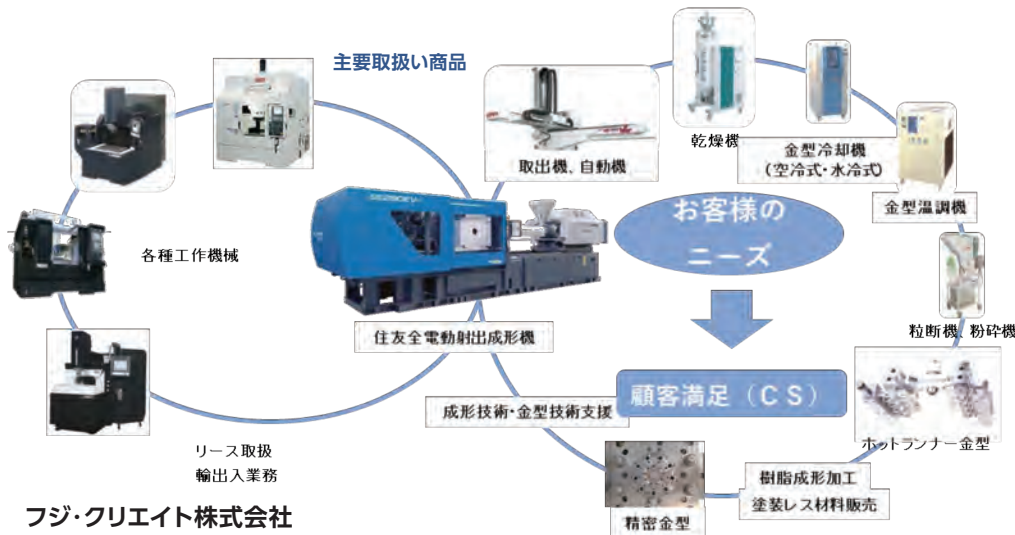 主要取扱い商品
取出機、自動機
乾燥機
金型冷却機
(空冷式・水冷式)
金型温調機
各種工作機械
お客様の
ニーズ
粒断機、粉砕機
住友全電動射出成形機
顧客満足(CS)
成形技術・金型技術支援
ホットランナー金型
リース取扱
輸出入業務
樹脂成形加工
塗装レス材料販売
精密金型
フジ・クリエイト株式会社